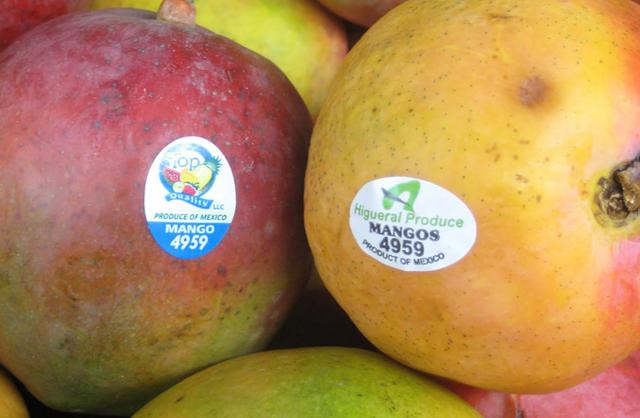 Top
Quality LLC
PRODUCE OF MEXICO
MANGO
4959
Higueral Produce
MANGOS
4959
PRODUCT OF MEXICO